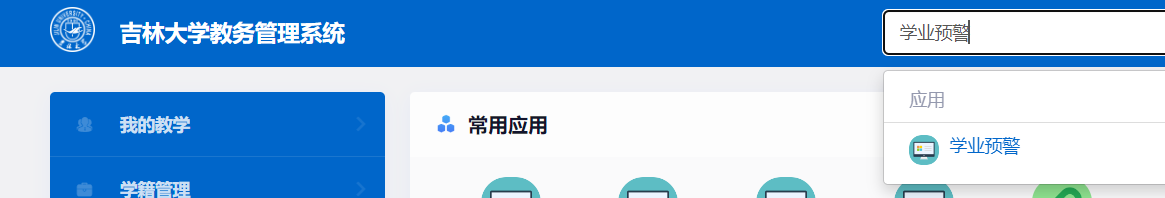 吉林大学教务管理系统
学业预警
应用
学业预警
我的教学
常用应用
学籍管理